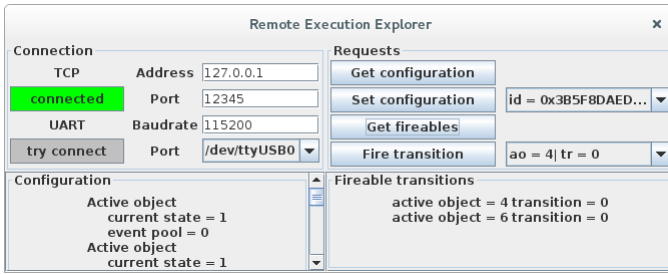 Remote Execution Explorer
Connection
TCP Address 127.0.0.1
connected Port 12345
UART Baudrate 115200
try connect Port /dev/ttyUSB0
Requests
Get configuration
Set configuration id = 0x3B5F8DAED...
Get fireables
Fire transition ao = 4| tr = 0
Configuration
Active object
current state = 1
event pool = 0
Active object
current state = 1
Fireable transitions
active object = 4 transition = 0
active object = 6 transition = 0